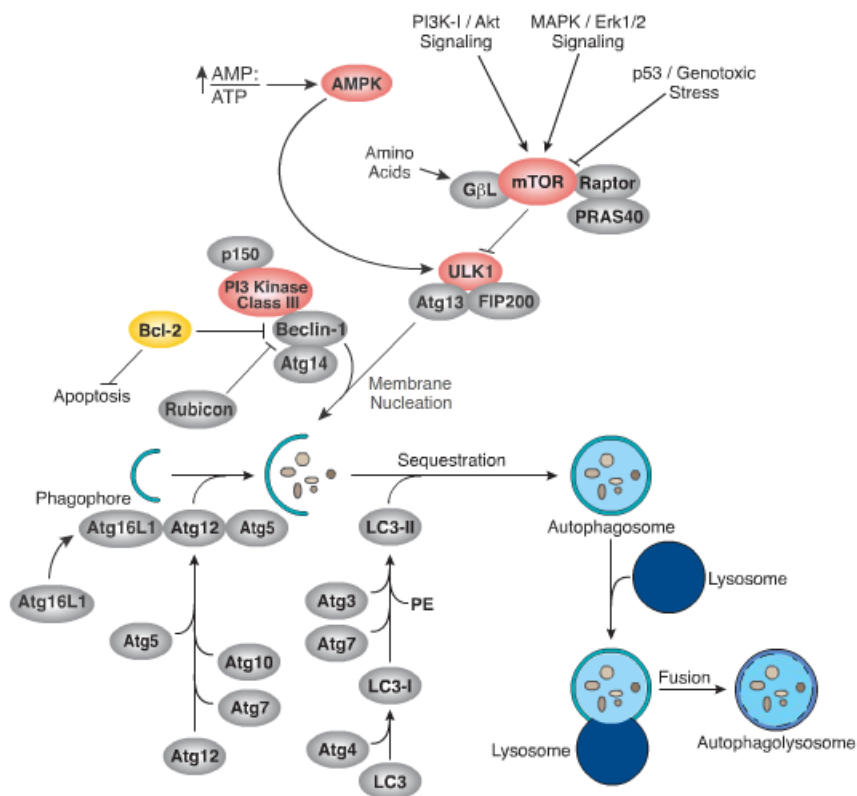 PI3K-I / Akt
Signaling
MAPK / Erk1/2
Signaling
AMP:
ATP
AMPK
p53 / Genotoxic
Stress
Amino
Acids
GβL
mTOR
Raptor
PRAS40
p150
PI3 Kinase
Class III
ULK1
Atg13
FIP200
Bcl-2
Beclin-1
Atg14
Apoptosis
Rubicon
Membrane
Nucleation
Sequestration
Phagophore
Atg16L1
Atg12
Atg5
LC3-II
Autophagosome
Lysosome
Atg16L1
Atg3
PE
Atg5
Atg7
Atg10
LC3-I
Fusion
Atg7
Atg4
Atg12
LC3
Lysosome
Autophagolysosome